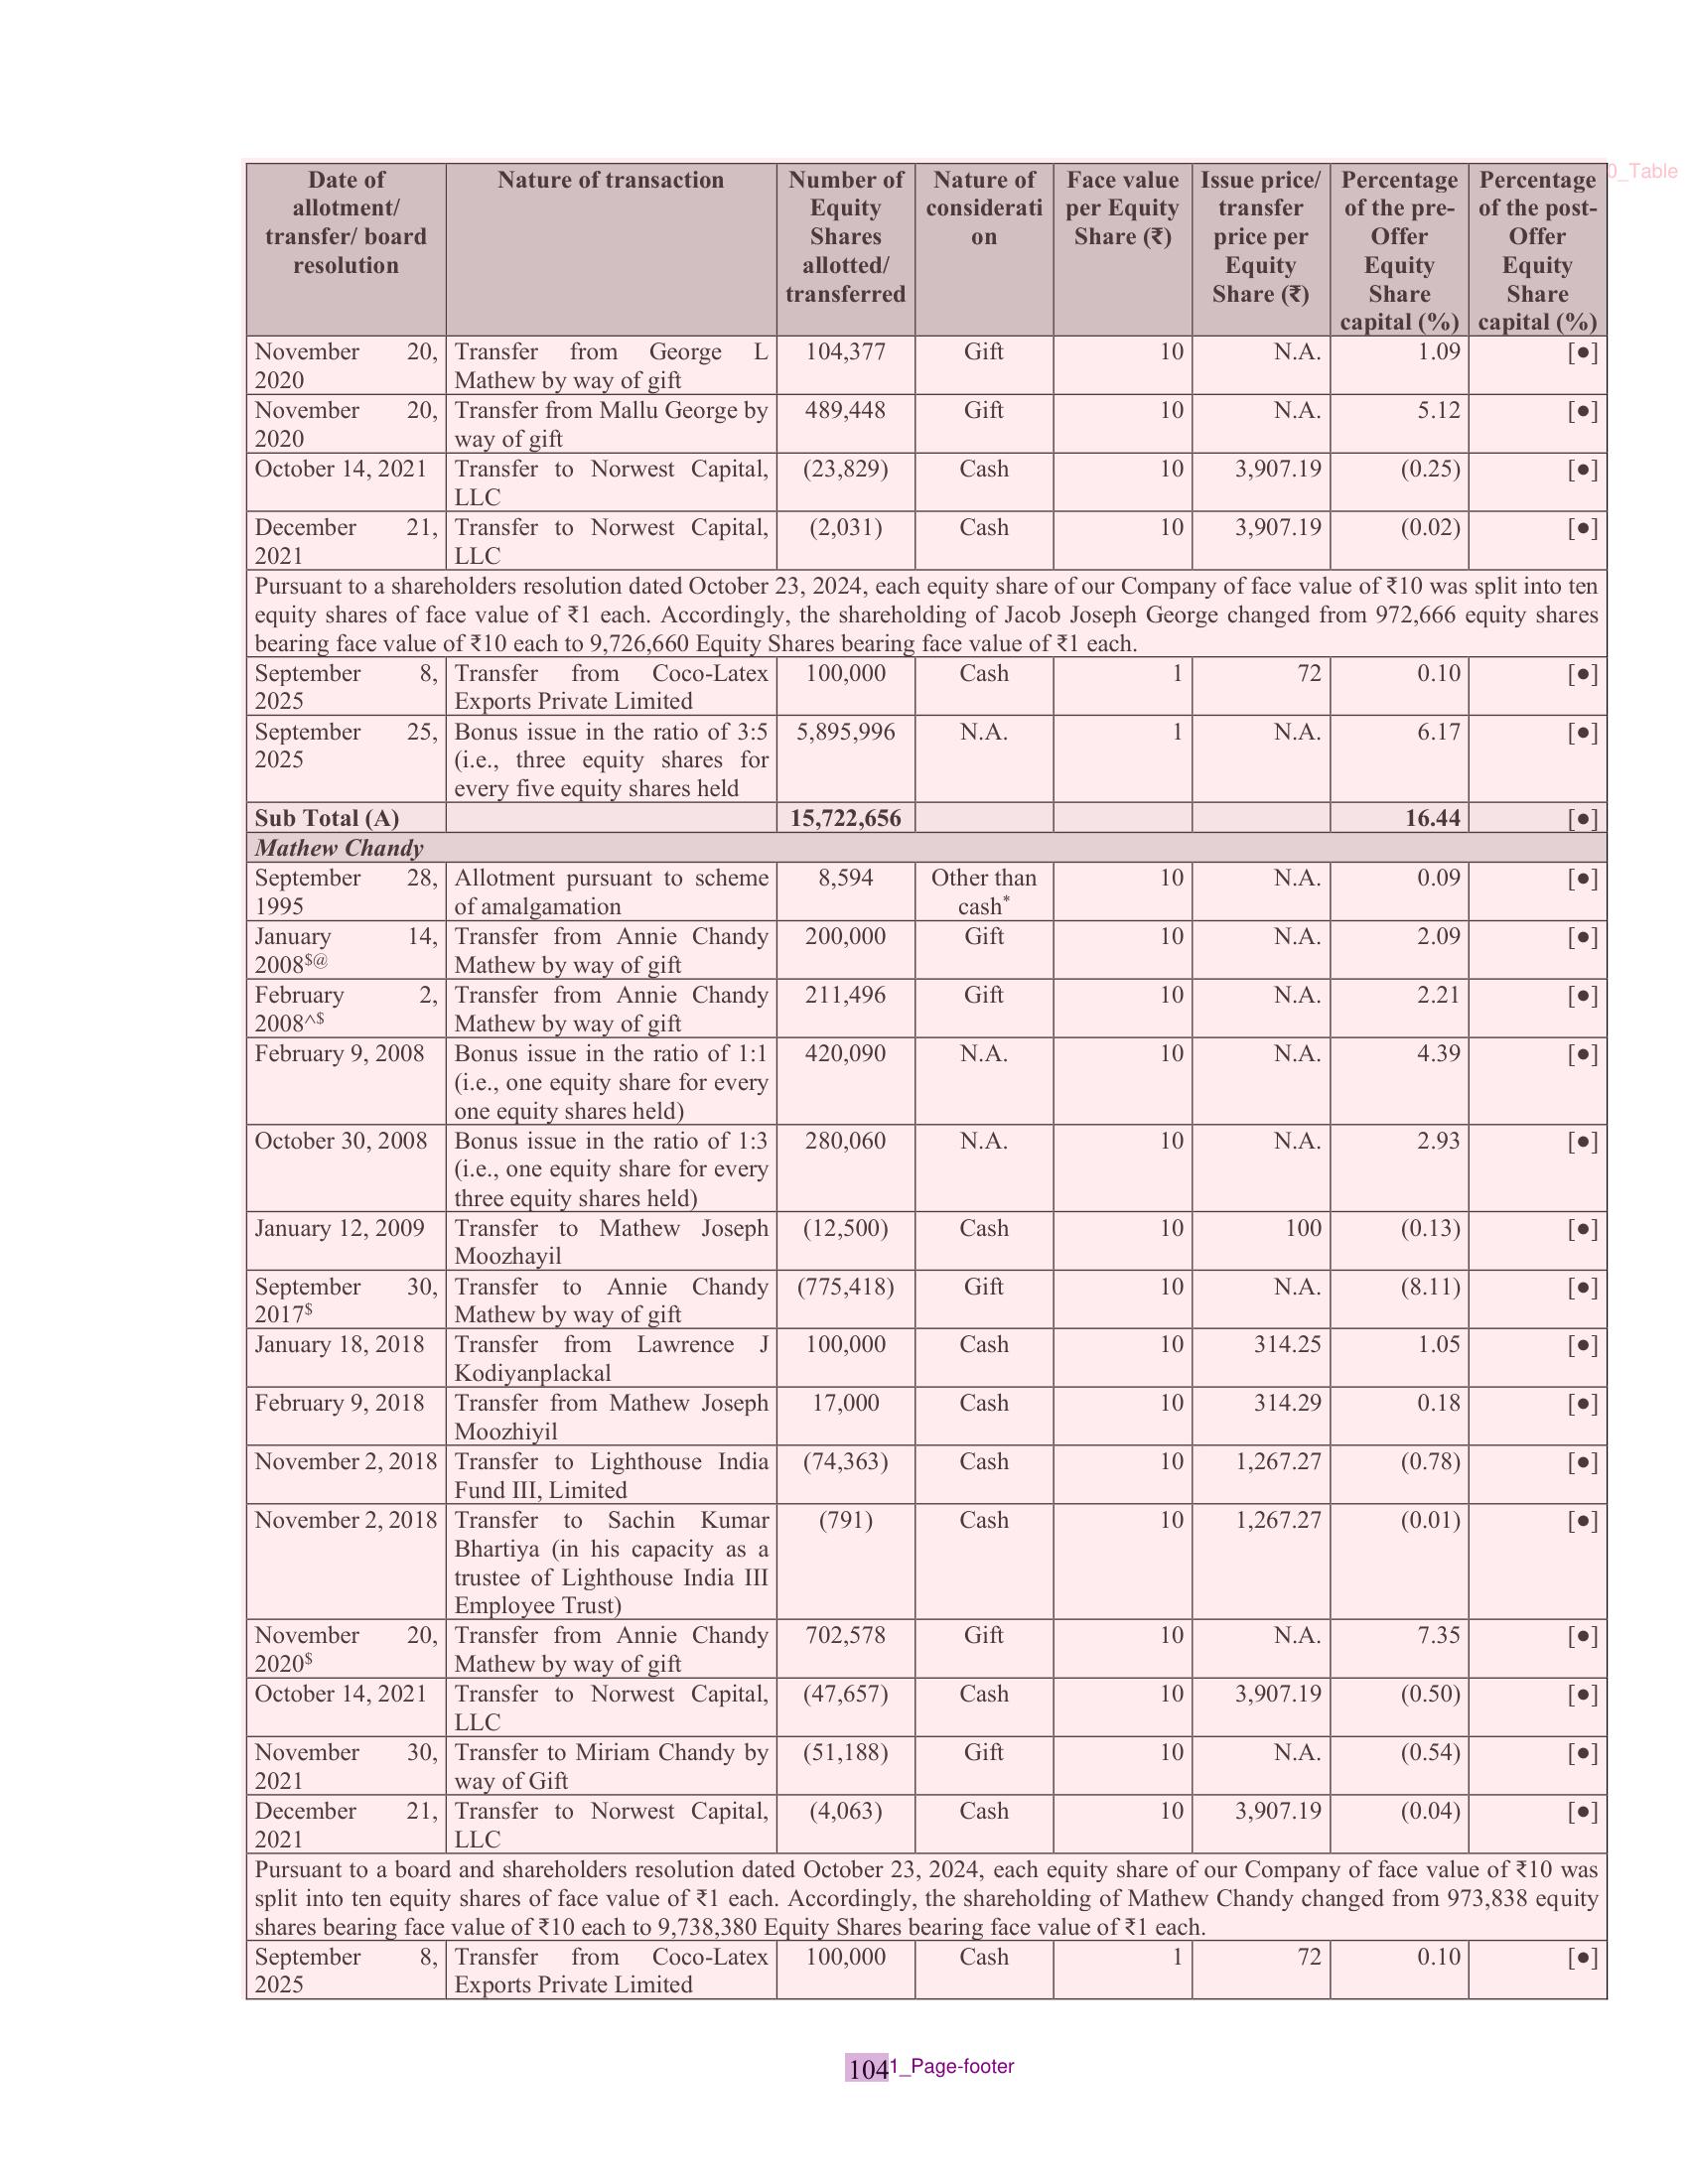 0_Table
Date of allotment/ transfer/ board resolution | Nature of transaction | Number of Equity Shares allotted/ transferred | Nature of considerati on | Face value per Equity Share (₹) | Issue price/ transfer price per Equity Share (₹) | Percentage of the pre- Offer Equity Share capital (%) | Percentage of the post- Offer Equity Share capital (%)
November 20, 2020 | Transfer from George L Mathew by way of gift | 104,377 | Gift | 10 | N.A. | 1.09 | [●]
November 20, 2020 | Transfer from Mallu George by way of gift | 489,448 | Gift | 10 | N.A. | 5.12 | [●]
October 14, 2021 | Transfer to Norwest Capital, LLC | (23,829) | Cash | 10 | 3,907.19 | (0.25) | [●]
December 21, 2021 | Transfer to Norwest Capital, LLC | (2,031) | Cash | 10 | 3,907.19 | (0.02) | [●]
Pursuant to a shareholders resolution dated October 23, 2024, each equity share of our Company of face value of ₹10 was split into ten
equity shares of face value of ₹1 each. Accordingly, the shareholding of Jacob Joseph George changed from 972,666 equity shares
bearing face value of ₹10 each to 9,726,660 Equity Shares bearing face value of ₹1 each.
September 8, 2025 | Transfer from Coco-Latex Exports Private Limited | 100,000 | Cash | 1 | 72 | 0.10 | [●]
September 25, 2025 | Bonus issue in the ratio of 3:5 (i.e., three equity shares for every five equity shares held | 5,895,996 | N.A. | 1 | N.A. | 6.17 | [●]
Sub Total (A) | 15,722,656 | 16.44 | [●]
Mathew Chandy
September 28, 1995 | Allotment pursuant to scheme of amalgamation | 8,594 | Other than cash* | 10 | N.A. | 0.09 | [●]
January 14, 2008$@ | Transfer from Annie Chandy Mathew by way of gift | 200,000 | Gift | 10 | N.A. | 2.09 | [●]
February 2, 2008^$ | Transfer from Annie Chandy Mathew by way of gift | 211,496 | Gift | 10 | N.A. | 2.21 | [●]
February 9, 2008 | Bonus issue in the ratio of 1:1 (i.e., one equity share for every one equity shares held) | 420,090 | N.A. | 10 | N.A. | 4.39 | [●]
October 30, 2008 | Bonus issue in the ratio of 1:3 (i.e., one equity share for every three equity shares held) | 280,060 | N.A. | 10 | N.A. | 2.93 | [●]
January 12, 2009 | Transfer to Mathew Joseph Moozhayil | (12,500) | Cash | 10 | 100 | (0.13) | [●]
September 30, 2017$ | Transfer to Annie Chandy Mathew by way of gift | (775,418) | Gift | 10 | N.A. | (8.11) | [●]
January 18, 2018 | Transfer from Lawrence J Kodiyanplackal | 100,000 | Cash | 10 | 314.25 | 1.05 | [●]
February 9, 2018 | Transfer from Mathew Joseph Moozhiyil | 17,000 | Cash | 10 | 314.29 | 0.18 | [●]
November 2, 2018 | Transfer to Lighthouse India Fund III, Limited | (74,363) | Cash | 10 | 1,267.27 | (0.78) | [●]
November 2, 2018 | Transfer to Sachin Kumar Bhartiya (in his capacity as a trustee of Lighthouse India III Employee Trust) | (791) | Cash | 10 | 1,267.27 | (0.01) | [●]
November 20, 2020$ | Transfer from Annie Chandy Mathew by way of gift | 702,578 | Gift | 10 | N.A. | 7.35 | [●]
October 14, 2021 | Transfer to Norwest Capital, LLC | (47,657) | Cash | 10 | 3,907.19 | (0.50) | [●]
November 30, 2021 | Transfer to Miriam Chandy by way of Gift | (51,188) | Gift | 10 | N.A. | (0.54) | [●]
December 21, 2021 | Transfer to Norwest Capital, LLC | (4,063) | Cash | 10 | 3,907.19 | (0.04) | [●]
Pursuant to a board and shareholders resolution dated October 23, 2024, each equity share of our Company of face value of ₹10 was
split into ten equity shares of face value of ₹1 each. Accordingly, the shareholding of Mathew Chandy changed from 973,838 equity
shares bearing face value of ₹10 each to 9,738,380 Equity Shares bearing face value of ₹1 each.
September 8, 2025 | Transfer from Coco-Latex Exports Private Limited | 100,000 | Cash | 1 | 72 | 0.10 | [●]
104 1_Page-footer